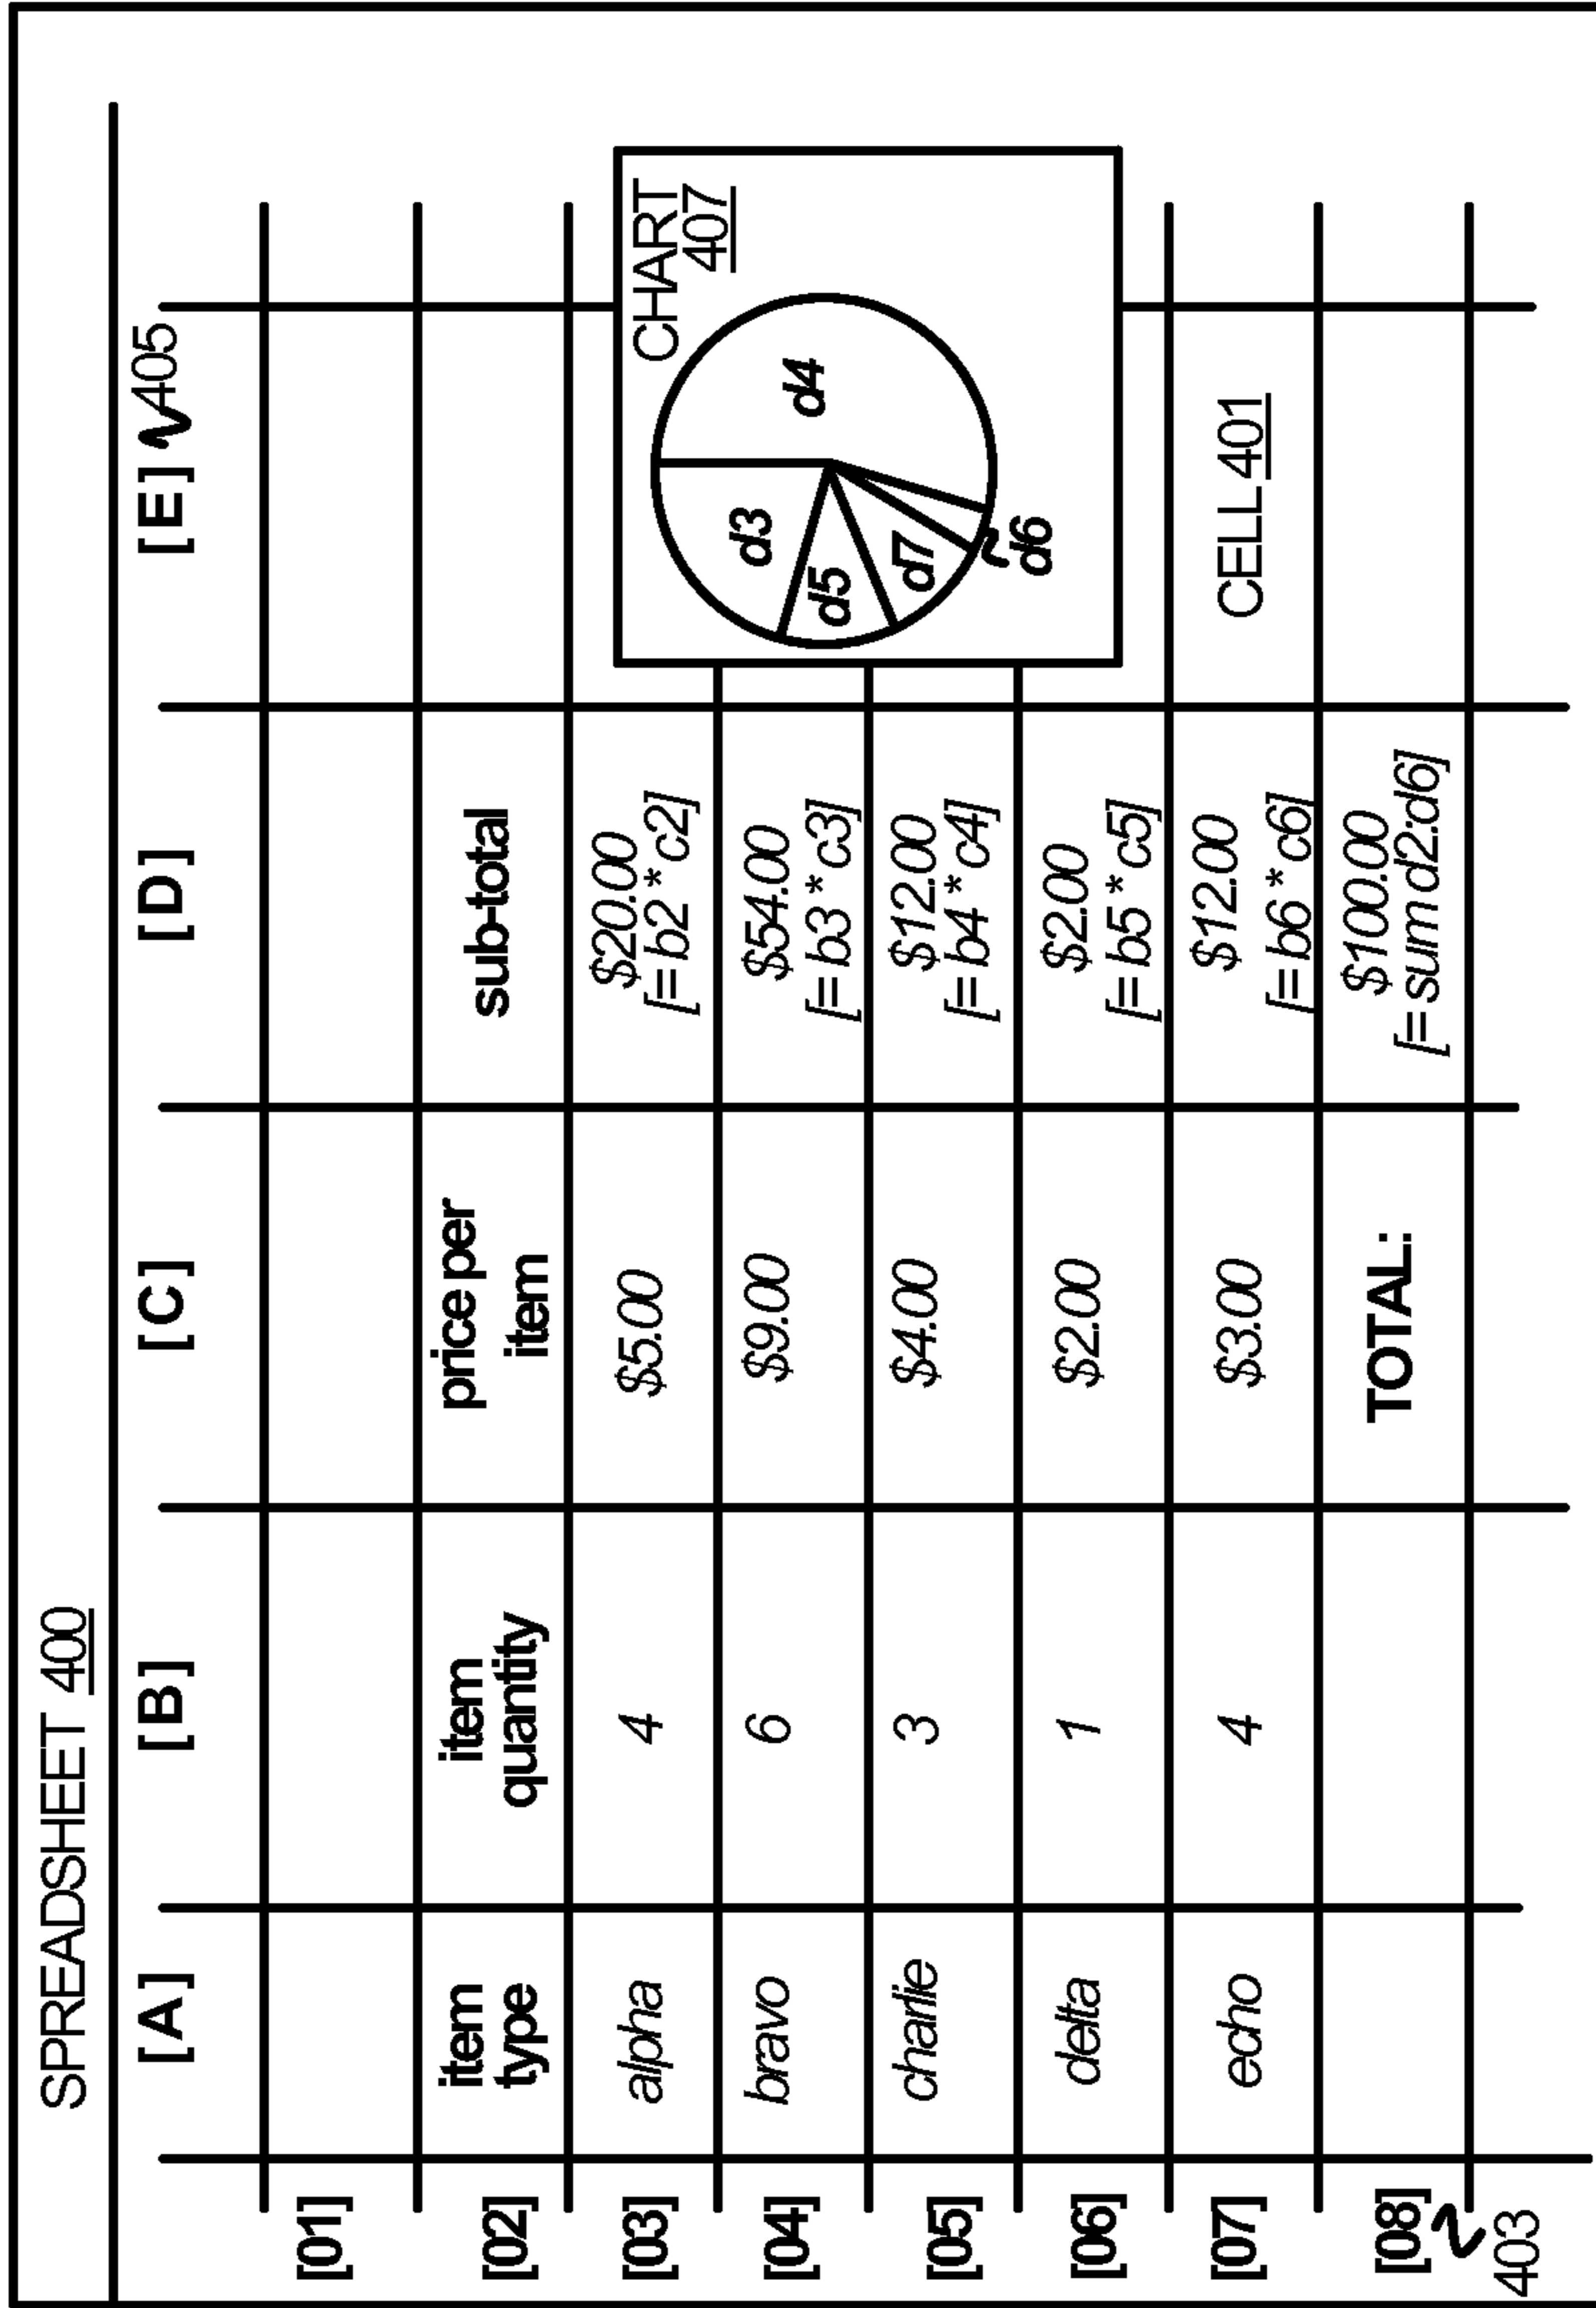 SPREADSHEET 400
[A] [B] [C] [D] [E] 405
[01]
[02] item type item quantity price per item sub-total
[03] alpha 4 $5.00 $20.00
[= b2 * c2]
[04] bravo 6 $9.00 $54.00
[= b3 * c3]
[05] charlie 3 $4.00 $12.00
[= b4 * c4]
[06] delta 1 $2.00 $2.00
[= b5 * c5]
[07] echo 4 $3.00 $12.00
[= b6 * c6]
CELL 401
[08] TOTAL: $100.00
[= sum d2:d6]
403
CHART
407
d3
d4
d5
d7
d6